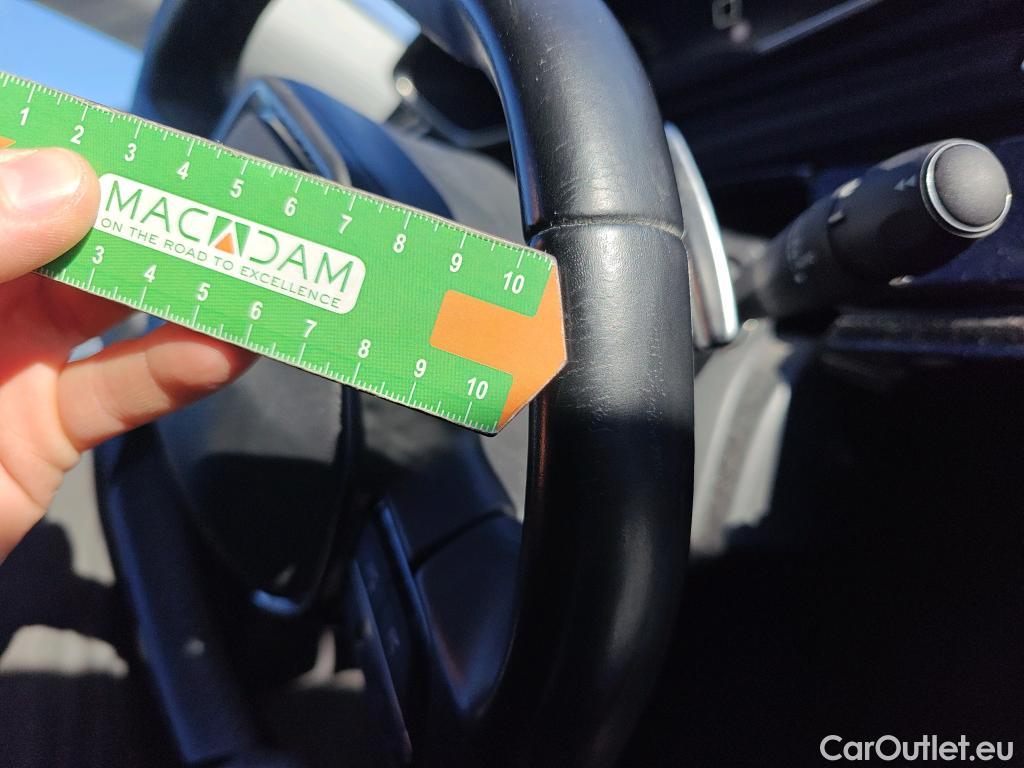 1 2 3 4 5 6 7 8 9 10
MACADAM
ON THE ROAD TO EXCELLENCE
3 4 5 6 7 8 9 10
CarOutlet.eu